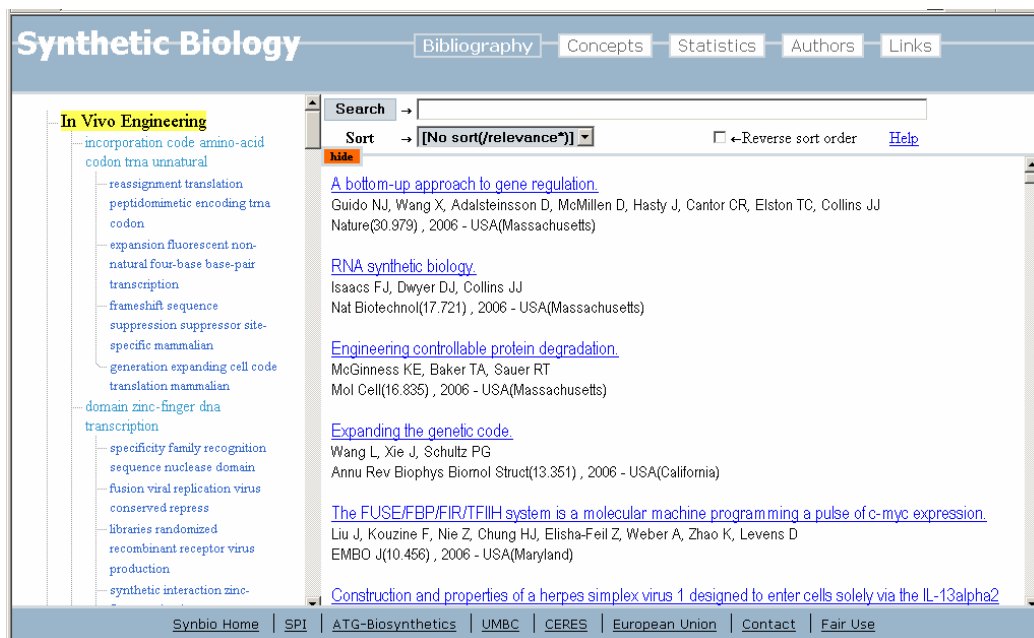 Synthetic Biology
Bibliography
Concepts
Statistics
Authors
Links
In Vivo Engineering
incorporation code amino-acid
codon trna unnatural
reassignment translation
peptidomimetic encoding trna
codon
expansion fluorescent non-
natural four-base base-pair
transcription
frameshift sequence
suppression suppressor site-
specific mammalian
generation expanding cell code
translation mammalian
domain zinc-finger dna
transcription
specificity family recognition
sequence nuclease domain
fusion viral replication virus
conserved repress
libraries randomized
recombinant receptor virus
production
synthetic interaction zinc-
Search →
Sort → [No sort(/relevance*)]
←Reverse sort order
Help
hide
A bottom-up approach to gene regulation.
Guido NJ, Wang X, Adalsteinsson D, McMillen D, Hasty J, Cantor CR, Elston TC, Collins JJ
Nature(30.979) , 2006 - USA(Massachusetts)
RNA synthetic biology.
Isaacs FJ, Dwyer DJ, Collins JJ
Nat Biotechnol(17.721) , 2006 - USA(Massachusetts)
Engineering controllable protein degradation.
McGinness KE, Baker TA, Sauer RT
Mol Cell(16.835) , 2006 - USA(Massachusetts)
Expanding the genetic code.
Wang L, Xie J, Schultz PG
Annu Rev Biophys Biomol Struct(13.351) , 2006 - USA(California)
The FUSE/FBP/FIR/TFIIH system is a molecular machine programming a pulse of c-myc expression.
Liu J, Kouzine F, Nie Z, Chung HJ, Elisha-Feil Z, Weber A, Zhao K, Levens D
EMBO J(10.456) , 2006 - USA(Maryland)
Construction and properties of a herpes simplex virus 1 designed to enter cells solely via the IL-13alpha2
Synbio Home | SPI | ATG-Biosynthetics | UMBC | CERES | European Union | Contact | Fair Use